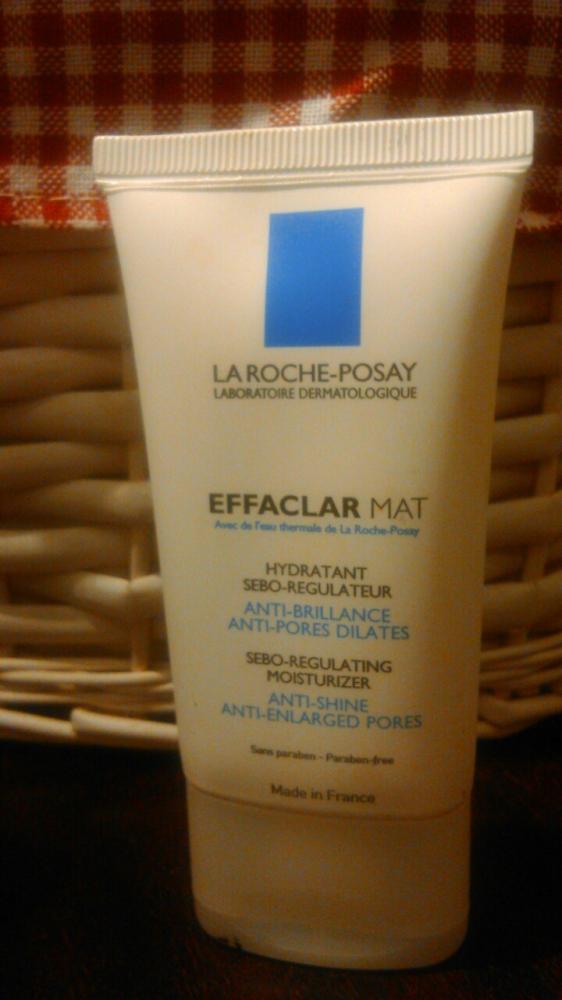 LA ROCHE-POSAY
LABORATOIRE DERMATOLOGIQUE
EFFACLAR MAT
Avec de l'eau thermale de La Roche-Posay
HYDRATANT
SEBO-REGULATEUR
ANTI-BRILLANCE
ANTI-PORES DILATES
SEBO-REGULATING
MOISTURIZER
ANTI-SHINE
ANTI-ENLARGED PORES
Sans paraben - Paraben-free
Made in France